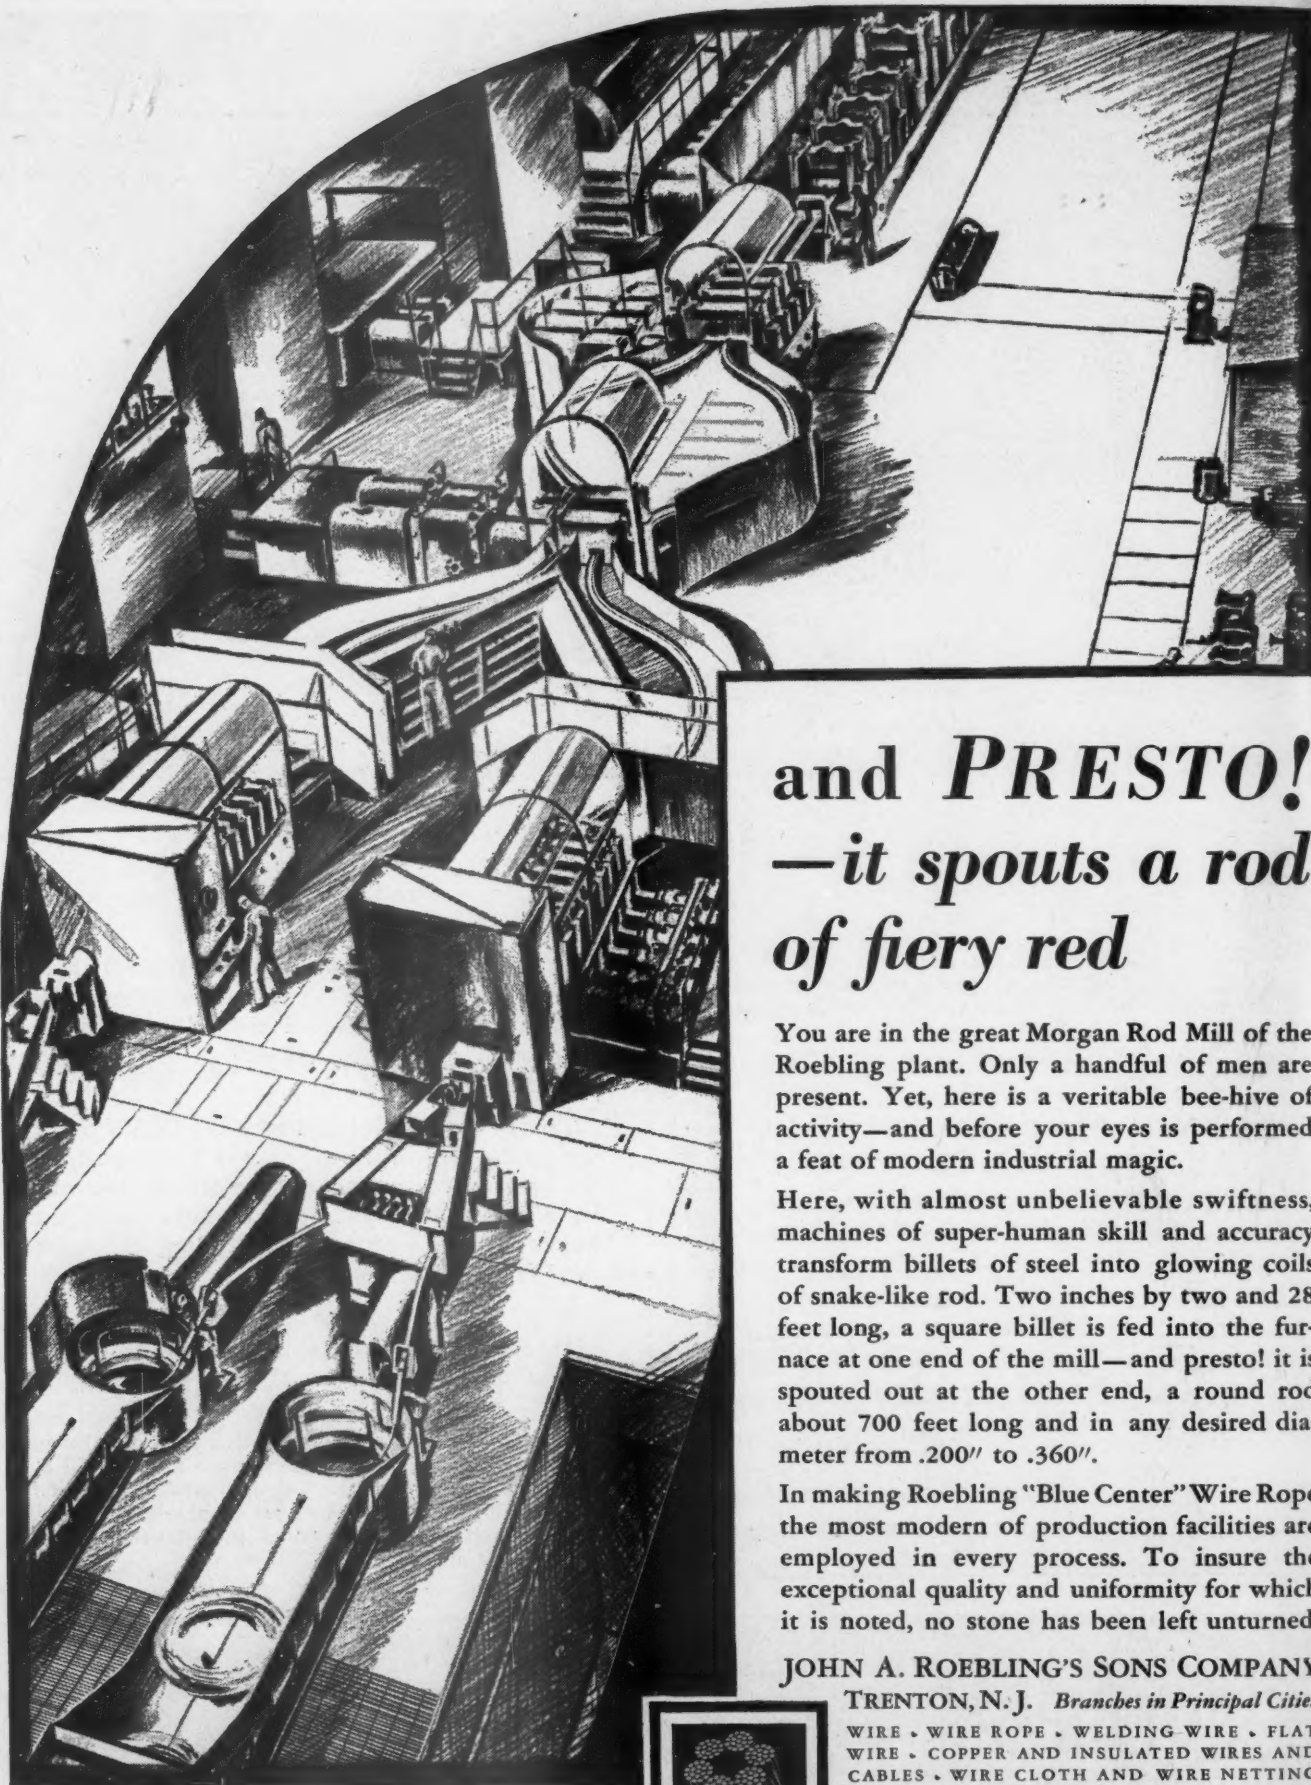 and PRESTO!
—it spouts a rod
of fiery red
You are in the great Morgan Rod Mill of the
Roebling plant. Only a handful of men are
present. Yet, here is a veritable bee-hive of
activity—and before your eyes is performed
a feat of modern industrial magic.
Here, with almost unbelievable swiftness,
machines of super-human skill and accuracy
transform billets of steel into glowing coils
of snake-like rod. Two inches by two and 28
feet long, a square billet is fed into the fur-
nace at one end of the mill—and presto! it is
spouted out at the other end, a round rod
about 700 feet long and in any desired dia
meter from .200″ to .360″.
In making Roebling "Blue Center" Wire Rope
the most modern of production facilities are
employed in every process. To insure the
exceptional quality and uniformity for which
it is noted, no stone has been left unturned
JOHN A. ROEBLING'S SONS COMPANY
TRENTON, N. J. Branches in Principal Cities
WIRE • WIRE ROPE • WELDING WIRE • FLAT
WIRE • COPPER AND INSULATED WIRES AND
CABLES • WIRE CLOTH AND WIRE NETTING